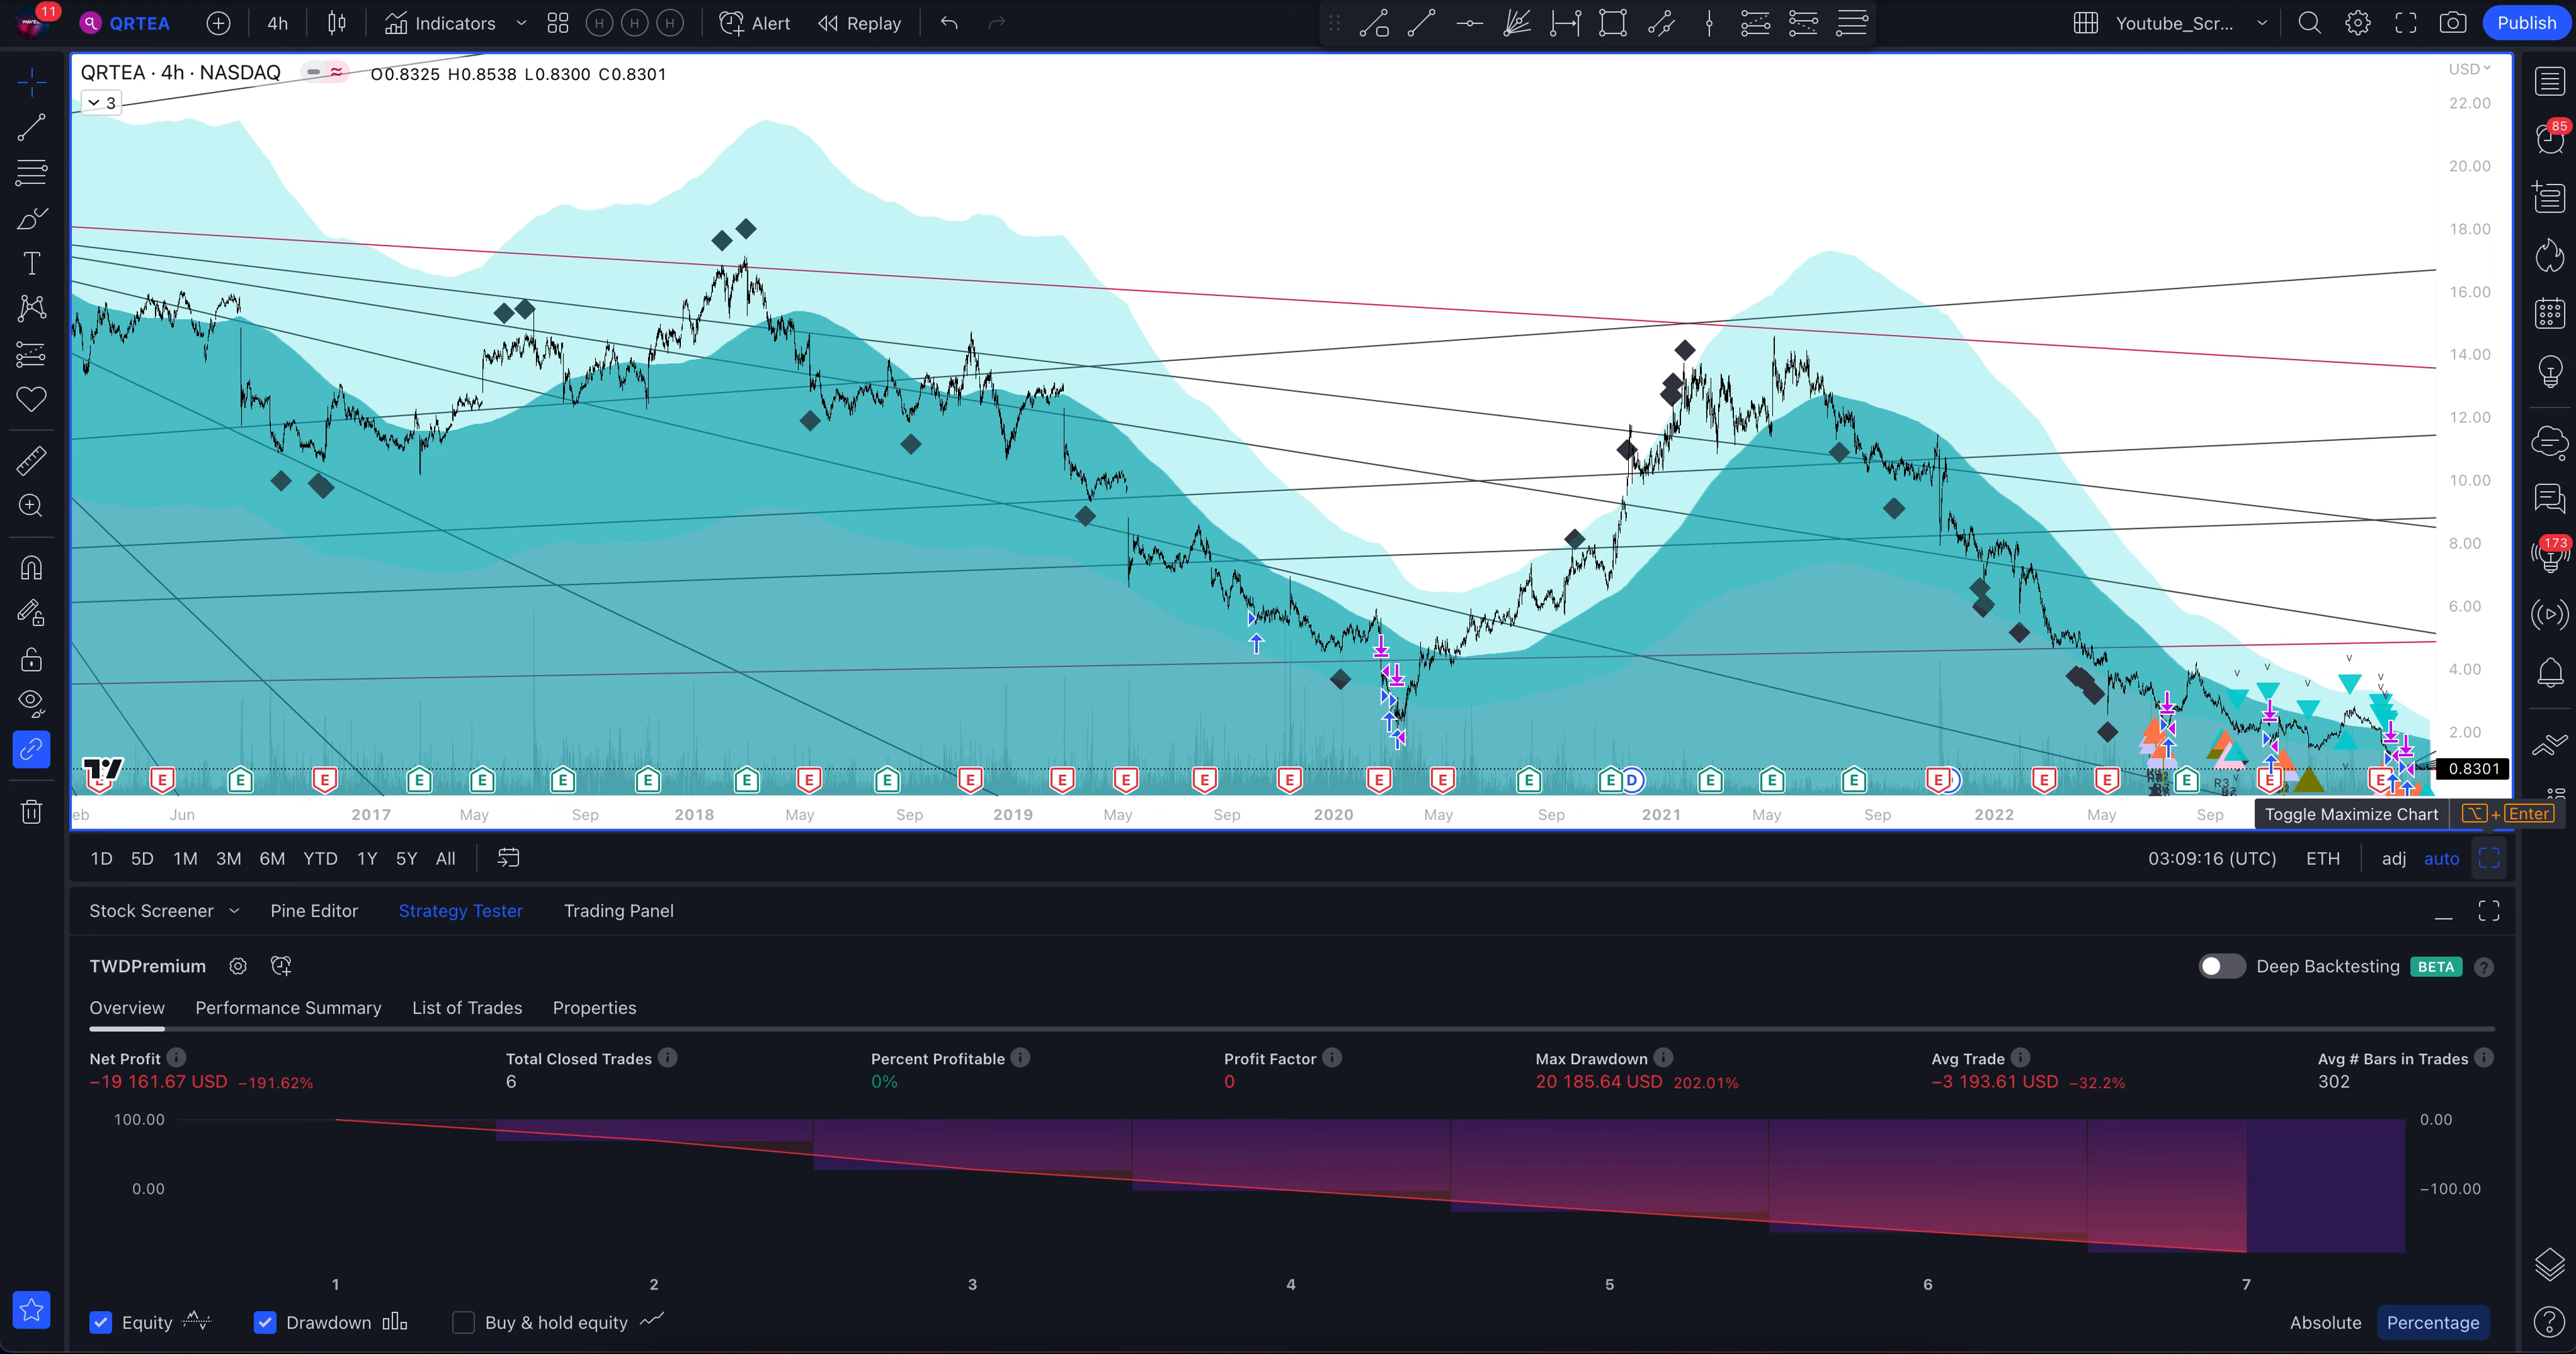 11 QRTEA 4h Indicators H H H Alert Replay Youtube_Scr... Publish
QRTEA · 4h · NASDAQ O0.8325 H0.8538 L0.8300 C0.8301
3
USD
22.00
20.00
18.00
16.00
14.00
12.00
10.00
8.00
6.00
4.00
2.00
0.8301
85
173
E E E E E E E E E E E E E E E E E E E E D E E E E E E E E E
R3
eb Jun 2017 May Sep 2018 May Sep 2019 May Sep 2020 May Sep 2021 May Sep 2022 May Sep
Toggle Maximize Chart ⌥ + Enter
1D 5D 1M 3M 6M YTD 1Y 5Y All 03:09:16 (UTC) ETH adj auto
Stock Screener Pine Editor Strategy Tester Trading Panel
TWDPremium Deep Backtesting BETA ?
Overview Performance Summary List of Trades Properties
Net Profit Total Closed Trades Percent Profitable Profit Factor Max Drawdown Avg Trade Avg # Bars in Trades
−19 161.67 USD −191.62% 6 0% 0 20 185.64 USD 202.01% −3 193.61 USD −32.2% 302
100.00 0.00
0.00 −100.00
1 2 3 4 5 6 7
Equity Drawdown Buy & hold equity Absolute Percentage